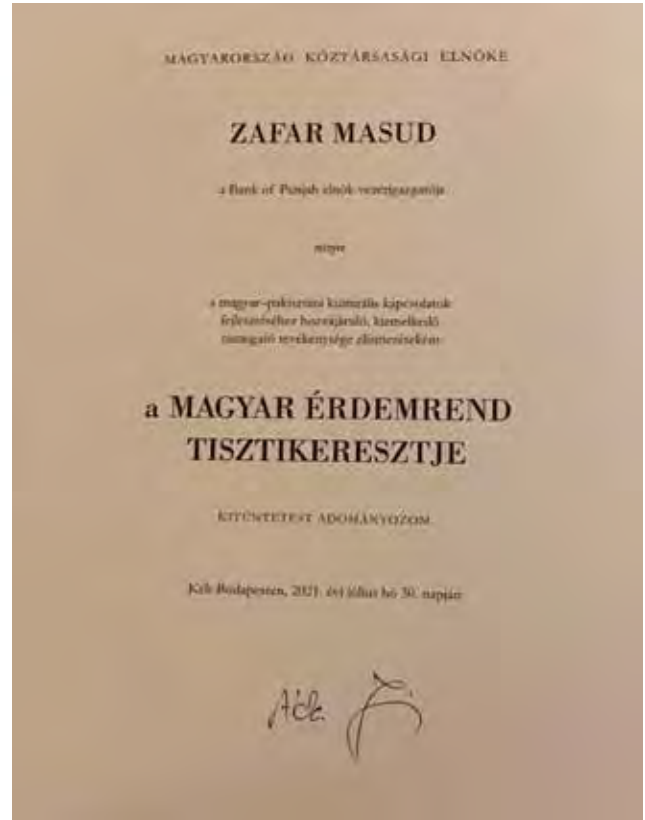 MAGYARORSZÁG KÖZTÁRSASÁGI ELNÖKE
ZAFAR MASUD
a Bank of Punjab elnök-vezérigazgatója
részére
a magyar–pakisztáni kulturális kapcsolatok
fejlesztéséhez hozzájáruló, kiemelkedő
támogató tevékenysége elismeréseként
a MAGYAR ÉRDEMREND
TISZTIKERESZTJE
KITÜNTETÉST ADOMÁNYOZOM.
Kelt Budapesten, 2021. évi július hó 30. napján